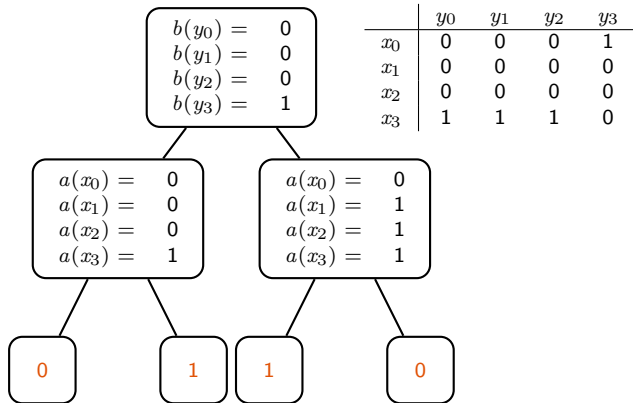 b(y₀) = 0
b(y₁) = 0
b(y₂) = 0
b(y₃) = 1
y₀ y₁ y₂ y₃
x₀ 0 0 0 1
x₁ 0 0 0 0
x₂ 0 0 0 0
x₃ 1 1 1 0
a(x₀) = 0
a(x₁) = 0
a(x₂) = 0
a(x₃) = 1
a(x₀) = 0
a(x₁) = 1
a(x₂) = 1
a(x₃) = 1
0 1 1 0